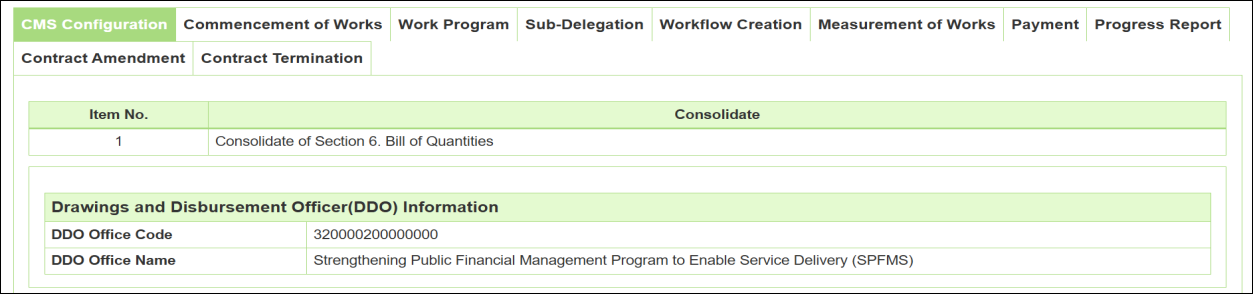 CMS Configuration Commencement of Works Work Program Sub-Delegation Workflow Creation Measurement of Works Payment Progress Report
Contract Amendment Contract Termination
Item No. Consolidate
1 Consolidate of Section 6. Bill of Quantities
Drawings and Disbursement Officer(DDO) Information
DDO Office Code 320000200000000
DDO Office Name Strengthening Public Financial Management Program to Enable Service Delivery (SPFMS)